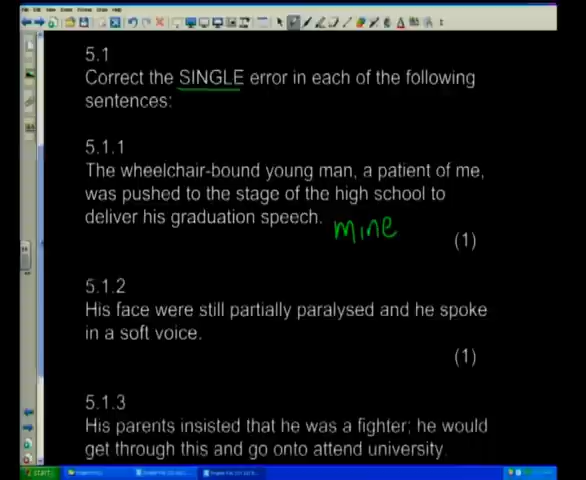 5.1
Correct the SINGLE error in each of the following
sentences:
5.1.1
The wheelchair-bound young man, a patient of me,
was pushed to the stage of the high school to
deliver his graduation speech.
mine
(1)
5.1.2
His face were still partially paralysed and he spoke
in a soft voice.
(1)
5.1.3
His parents insisted that he was a fighter; he would
get through this and go onto attend university.
start